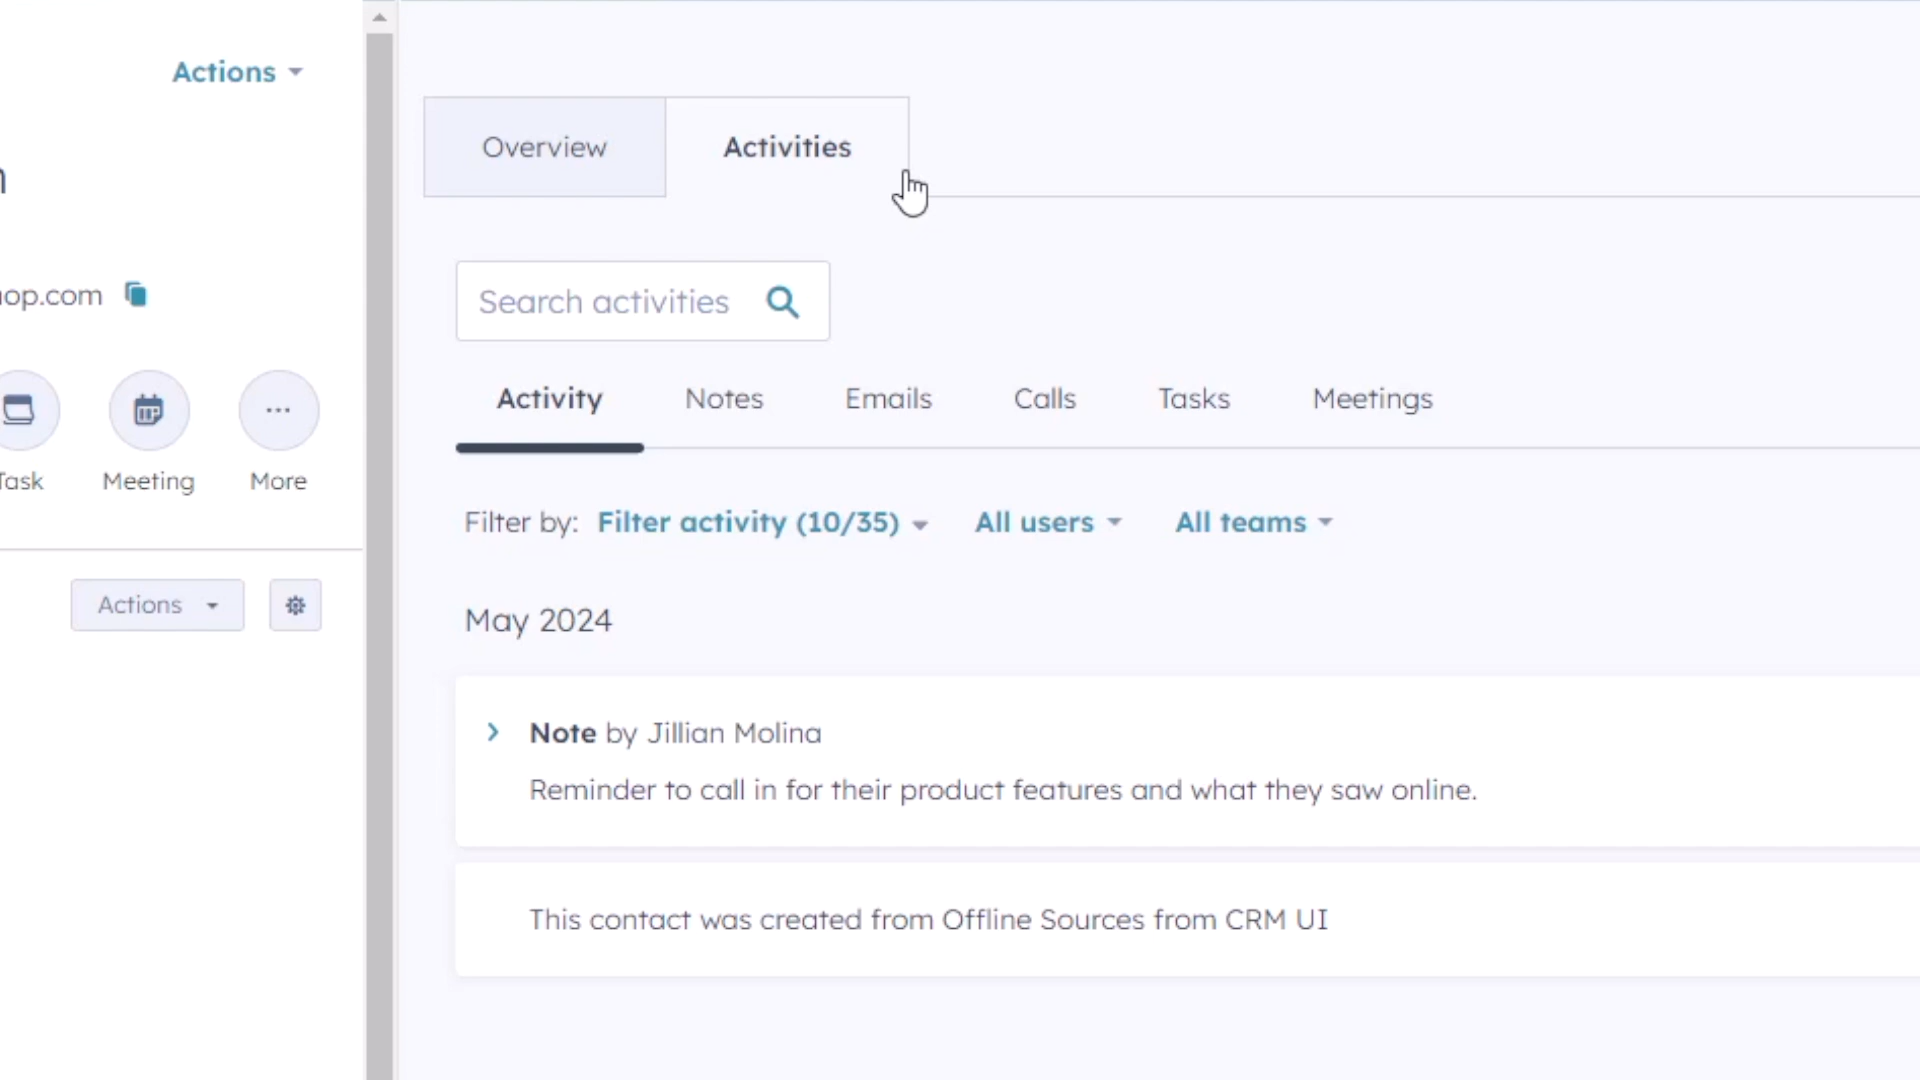 Actions
Overview
Activities
op.com
Search activities
Activity
Notes
Emails
Calls
Tasks
Meetings
Task
Meeting
More
Filter by: Filter activity (10/35)
All users
All teams
Actions
May 2024
Note by Jillian Molina
Reminder to call in for their product features and what they saw online.
This contact was created from Offline Sources from CRM UI